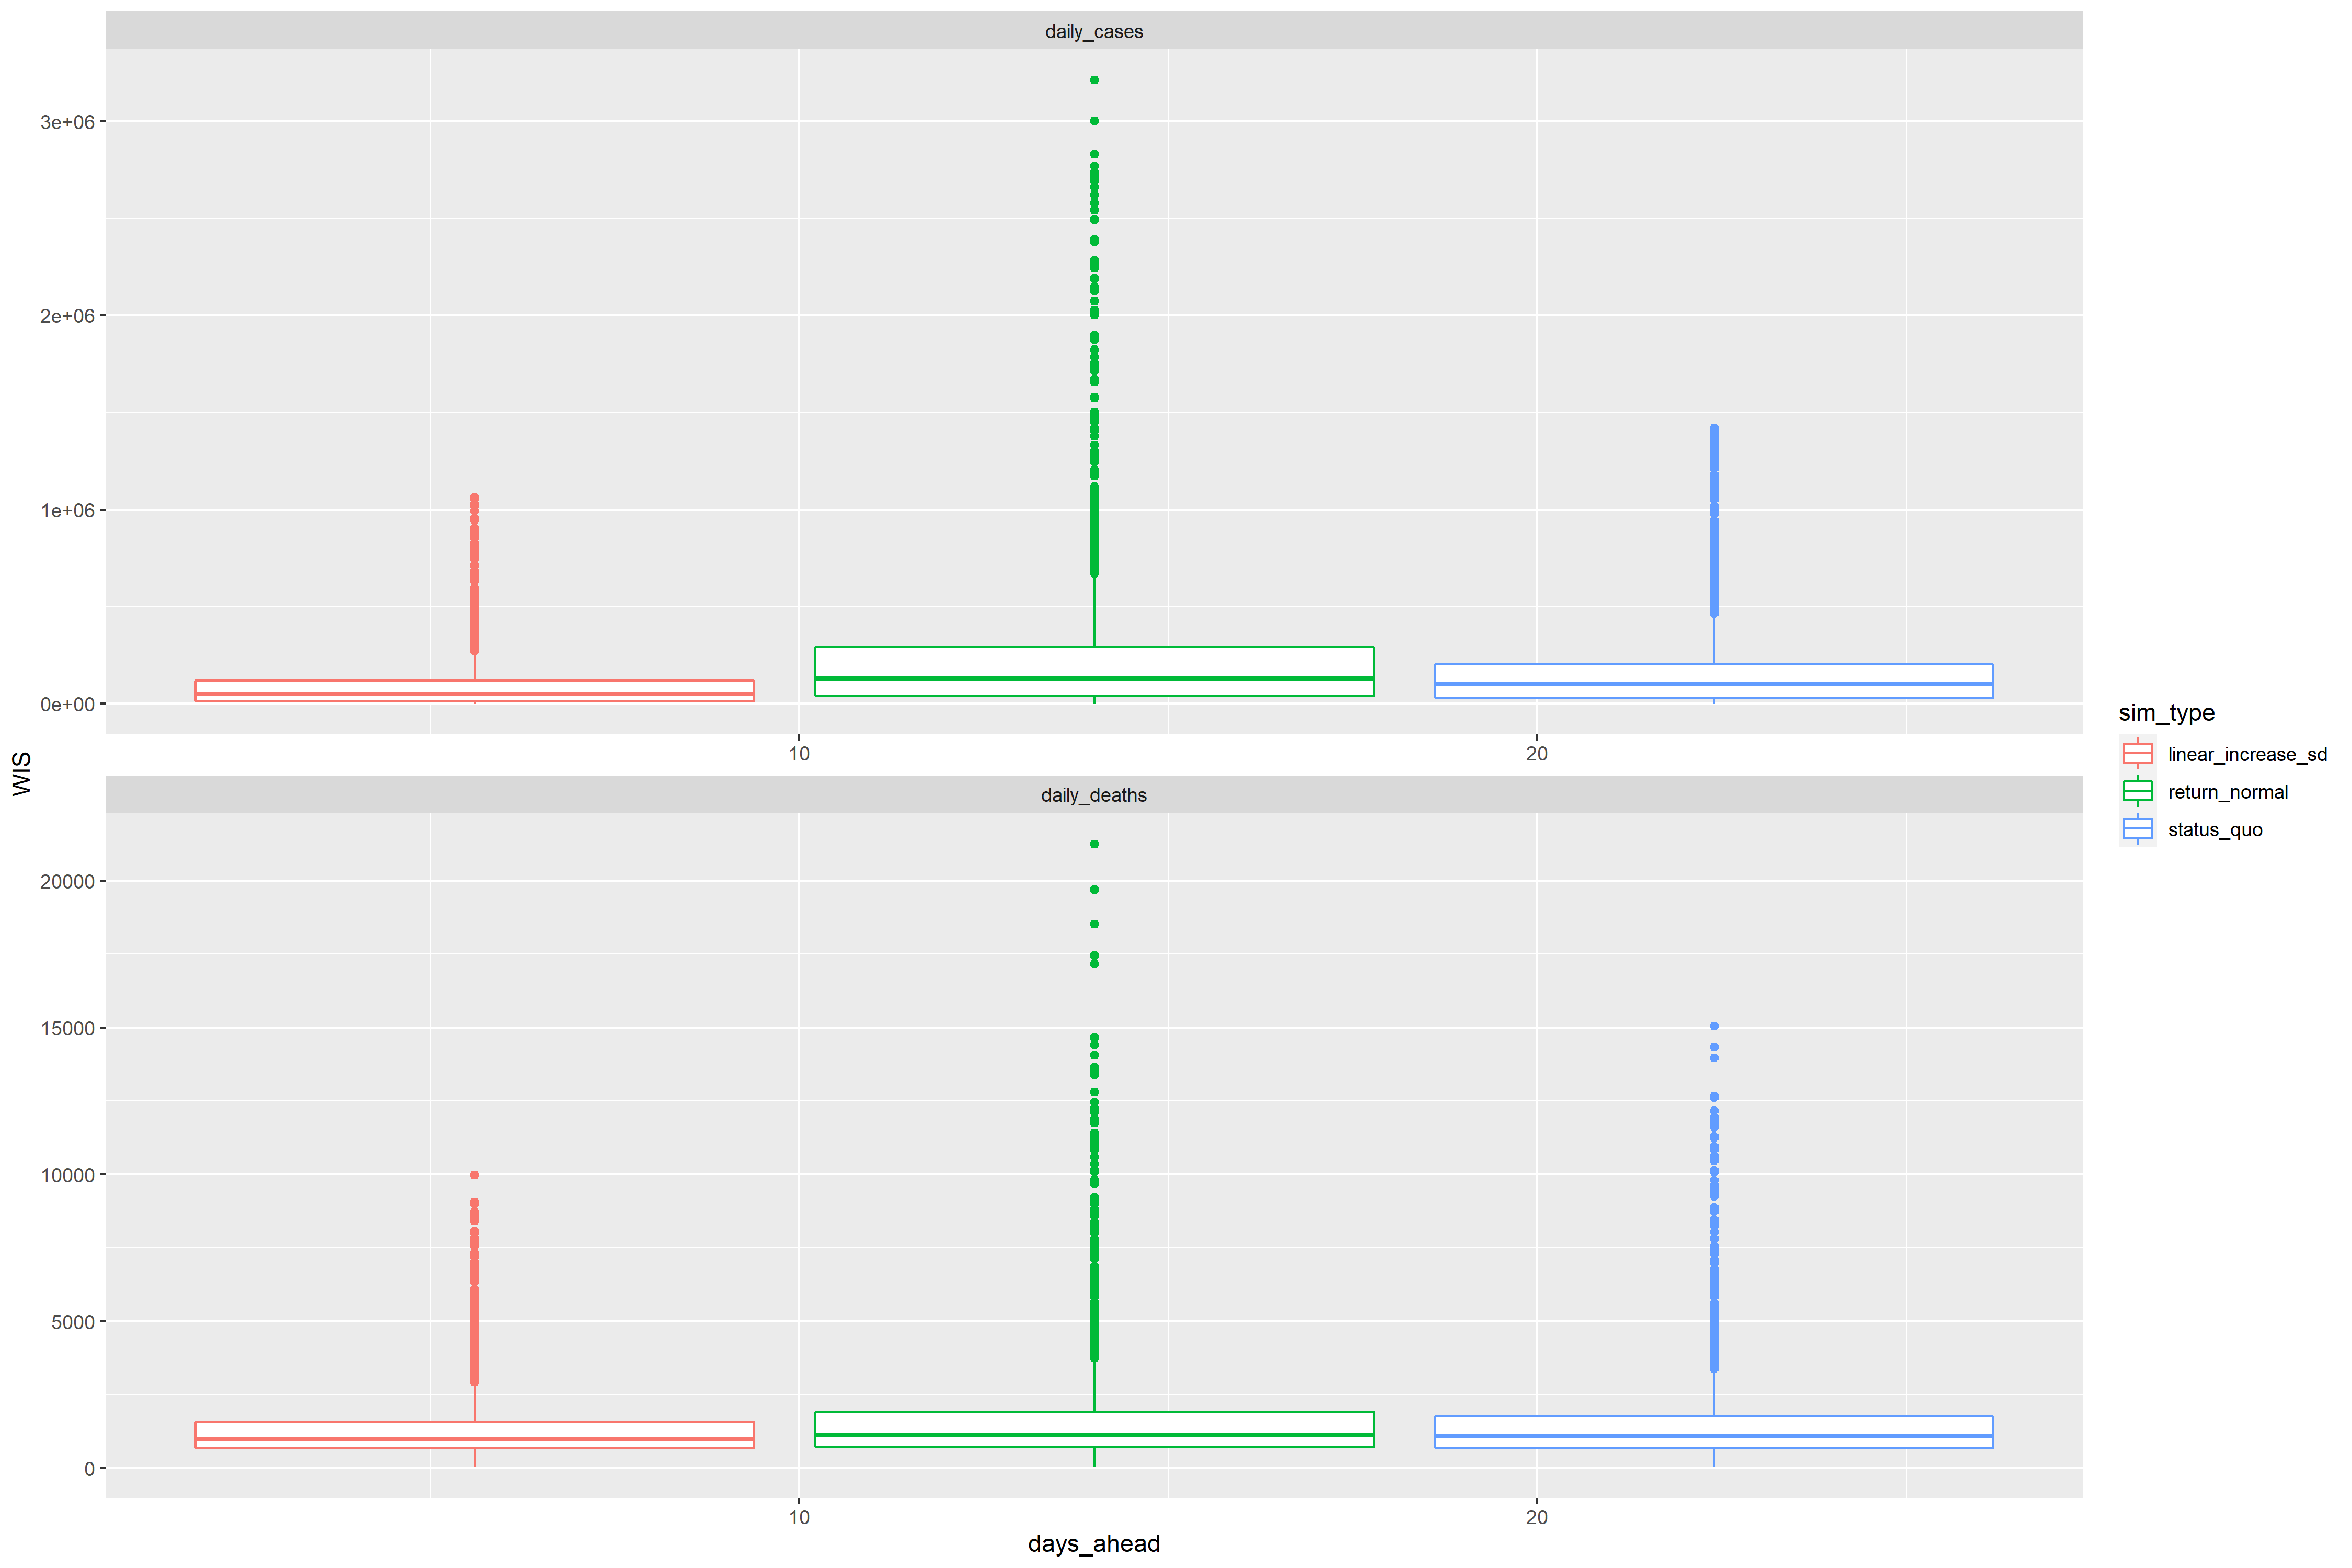 daily_cases
3e+06
2e+06
1e+06
0e+00
10
20
WIS
daily_deaths
20000
15000
10000
5000
0
10
20
days_ahead
sim_type
linear_increase_sd
return_normal
status_quo